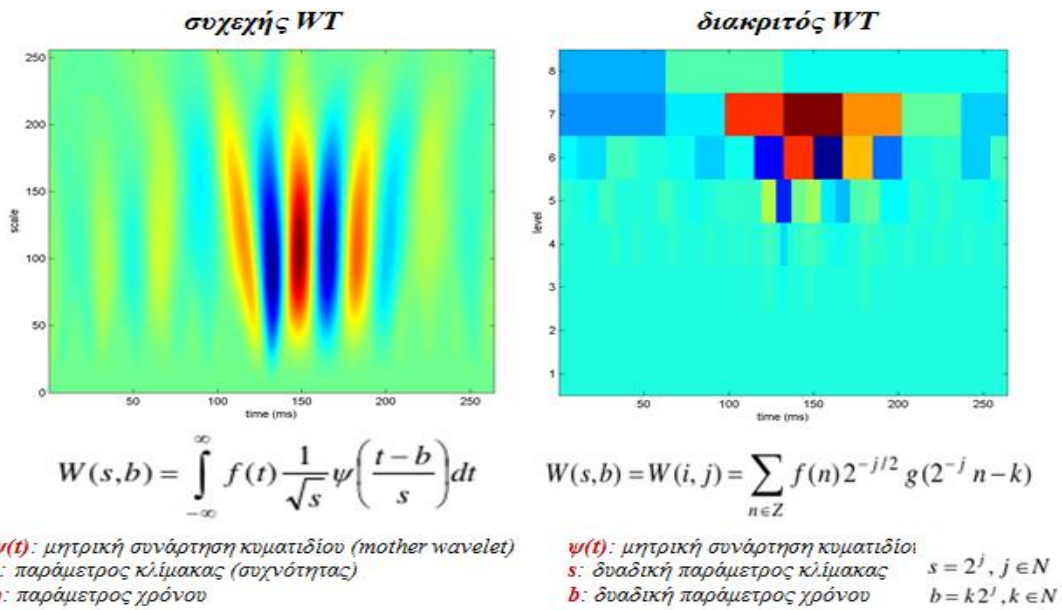 συχεχής WT
διακριτός WT
250
200
150
100
50
0
scale
50
100
150
200
250
time (ms)
8
7
6
5
4
3
2
1
level
50
100
150
200
250
time (ms)
W(s,b) = ∫_{-∞}^{∞} f(t) 1/√s ψ((t−b)/s) dt
W(s,b) = W(i, j) = ∑_{n∈Z} f(n) 2^{-j/2} g(2^{-j} n − k)
ψ(t): μητρική συνάρτηση κυματιδίου (mother wavelet)
: παράμετρος κλίμακας (συχνότητας)
: παράμετρος χρόνου
ψ(t): μητρική συνάρτηση
s: δυαδική παράμετρος κλίμακας
b: δυαδική παράμετρος χρόνου
s = 2^j, j ∈ N
b = k2^j, k ∈ N